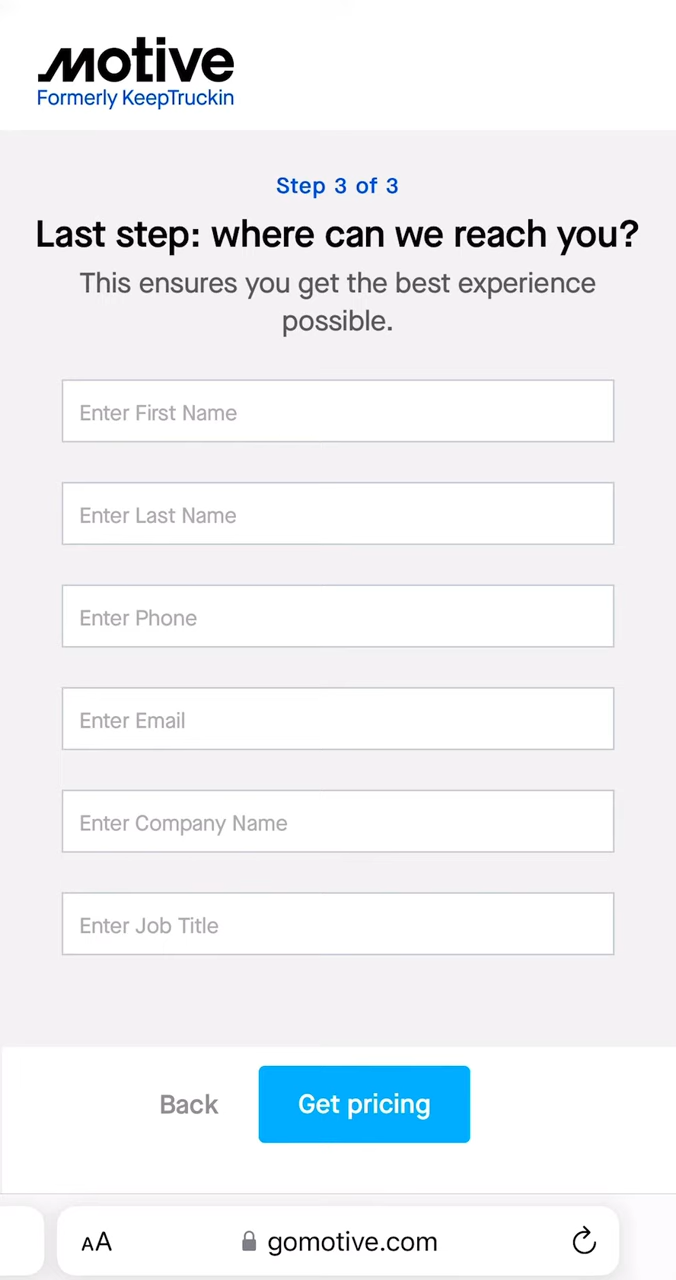 Motive
Formerly KeepTruckin
Step 3 of 3
Last step: where can we reach you?
This ensures you get the best experience
possible.
Enter First Name
Enter Last Name
Enter Phone
Enter Email
Enter Company Name
Enter Job Title
Back
Get pricing
AA
gomotive.com